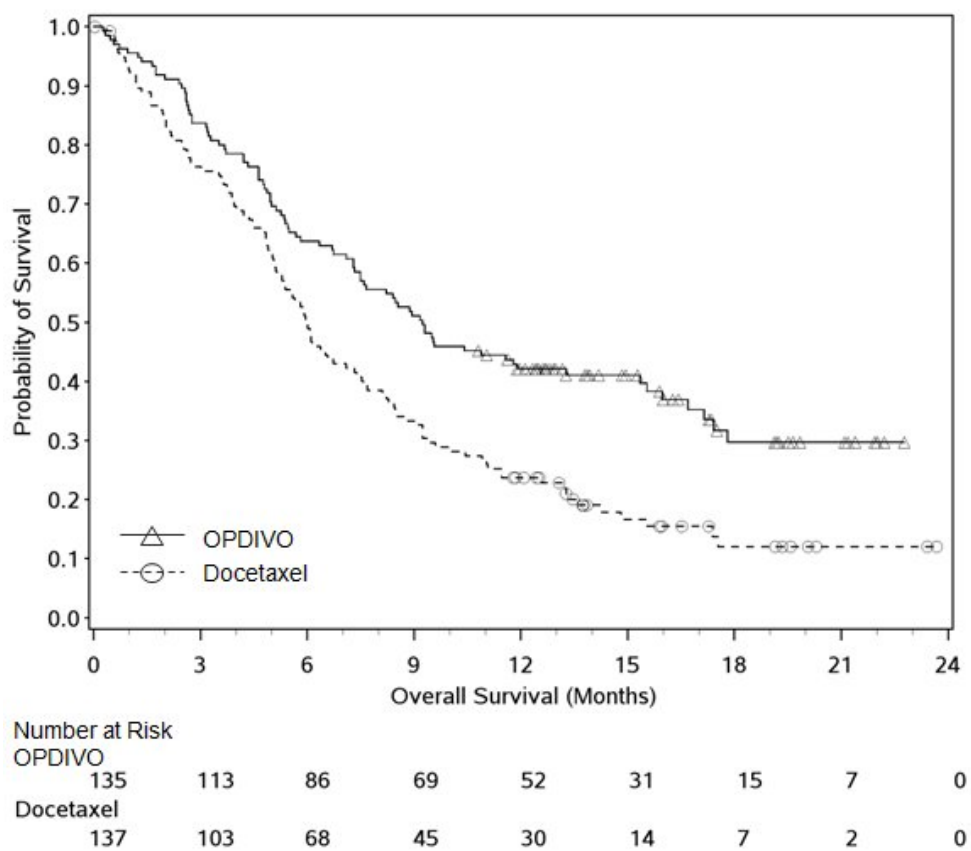 1.0
0.9
0.8
0.7
0.6
0.5
0.4
0.3
0.2
0.1
0.0
Probability of Survival
OPDIVO
Docetaxel
0 3 6 9 12 15 18 21 24
Overall Survival (Months)
Number at Risk
OPDIVO
135 113 86 69 52 31 15 7 0
Docetaxel
137 103 68 45 30 14 7 2 0